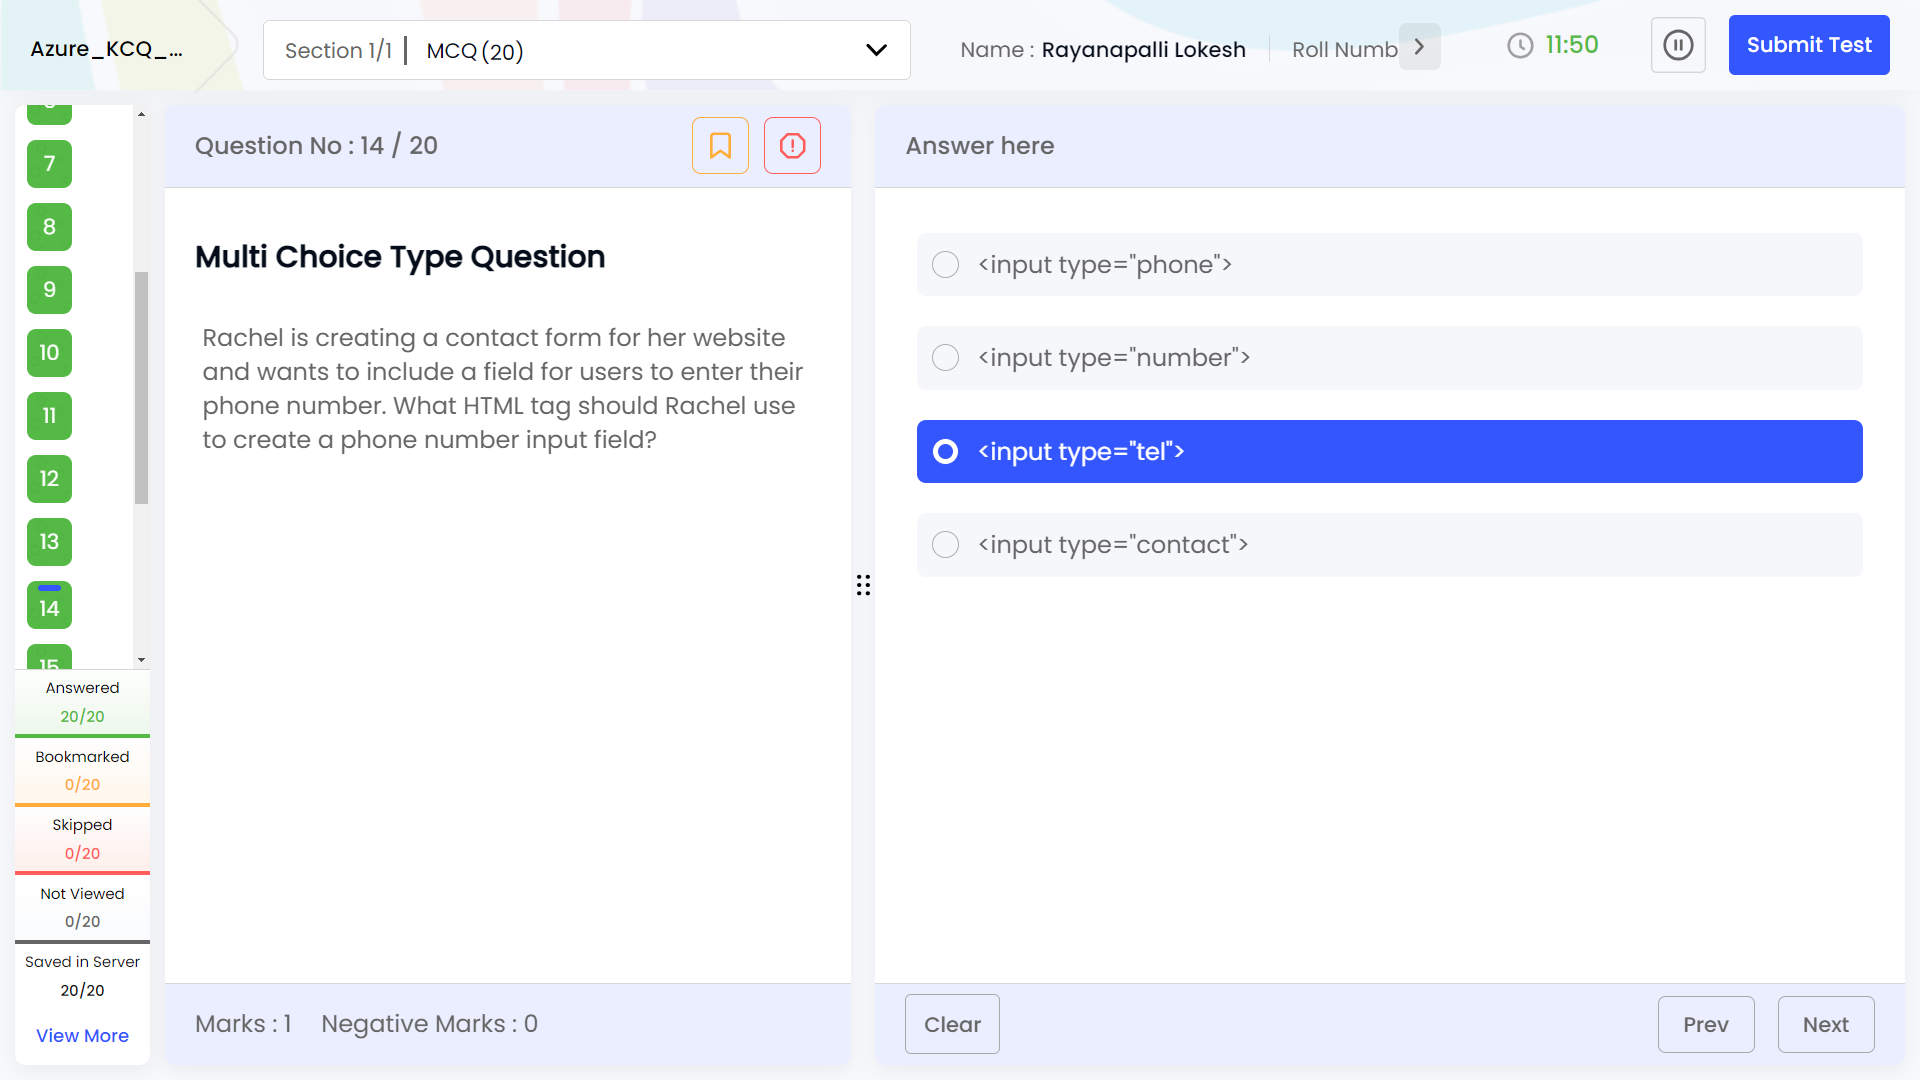 Azure_KCQ_...
Section 1/1 | MCQ (20)
Name : Rayanapalli Lokesh
Roll Numb
11:50
Submit Test
7
8
9
10
11
12
13
14
15
Answered
20/20
Bookmarked
0/20
Skipped
0/20
Not Viewed
0/20
Saved in Server
20/20
View More
Question No : 14 / 20
Multi Choice Type Question
Rachel is creating a contact form for her website
and wants to include a field for users to enter their
phone number. What HTML tag should Rachel use
to create a phone number input field?
Marks : 1 Negative Marks : 0
Answer here
<input type="phone">
<input type="number">
<input type="tel">
<input type="contact">
Clear
Prev
Next